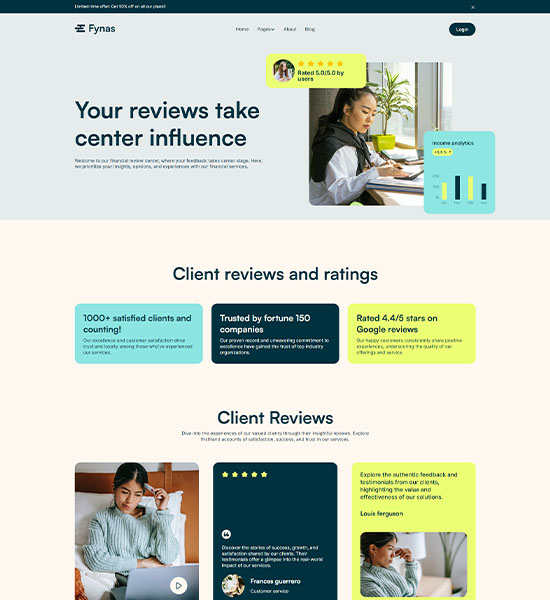 Limited-time offer: Get 50% off on all our plans!
Fynas
Home Pages About Blog
Login
Rated 5.0/5.0 by
users
Your reviews take
center influence
Welcome to our financial review center, where your feedback takes center stage. Here,
we prioritize your insights, opinions, and experiences with our financial services.
Income analytics
Client reviews and ratings
1000+ satisfied clients and
counting!
Our excellence and customer satisfaction drive
trust and loyalty among those who've experienced
our services.
Trusted by fortune 150
companies
Our proven record and unwavering commitment to
excellence have gained the trust of top industry
organizations.
Rated 4.4/5 stars on
Google reviews
Our happy customers consistently share positive
experiences, underscoring the quality of our
offerings and service
Client Reviews
Dive into the experiences of our valued clients through their insightful reviews. Explore
firsthand accounts of satisfaction, success, and trust in our services.
Discover the stories of success, growth, and
satisfaction shared by our clients. Their
testimonials offer a glimpse into the real-world
impact of our services.
Frances guerrero
Customer service
Explore the authentic feedback and
testimonials from our clients,
highlighting the value and
effectiveness of our solutions.
Louis ferguson